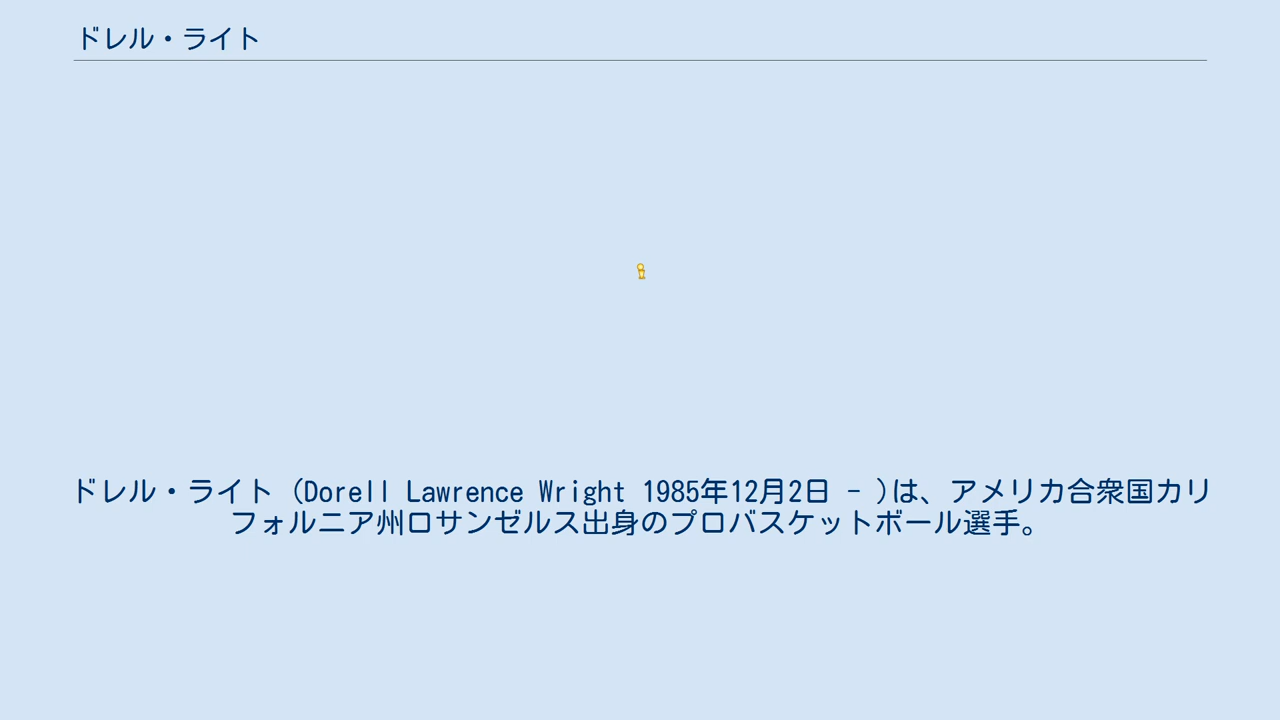 ドレル・ライト
ドレル・ライト (Dorell Lawrence Wright 1985年12月2日 - )は、アメリカ合衆国カリ
フォルニア州ロサンゼルス出身のプロバスケットボール選手。